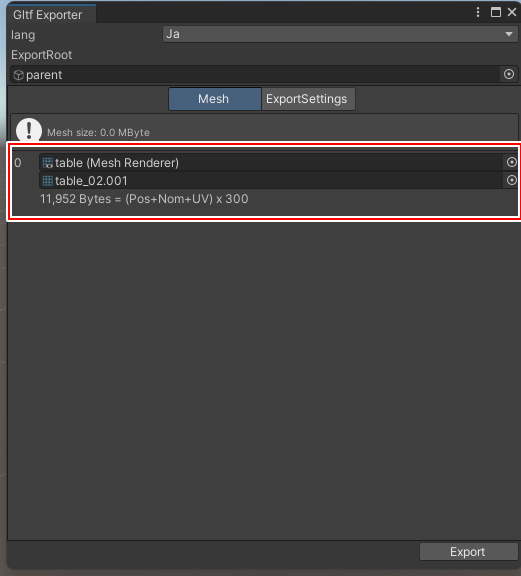 Gltf Exporter
lang Ja
ExportRoot
parent
Mesh ExportSettings
Mesh size: 0.0 MByte
0 table (Mesh Renderer)
table_02.001
11,952 Bytes = (Pos+Nom+UV) x 300
Export